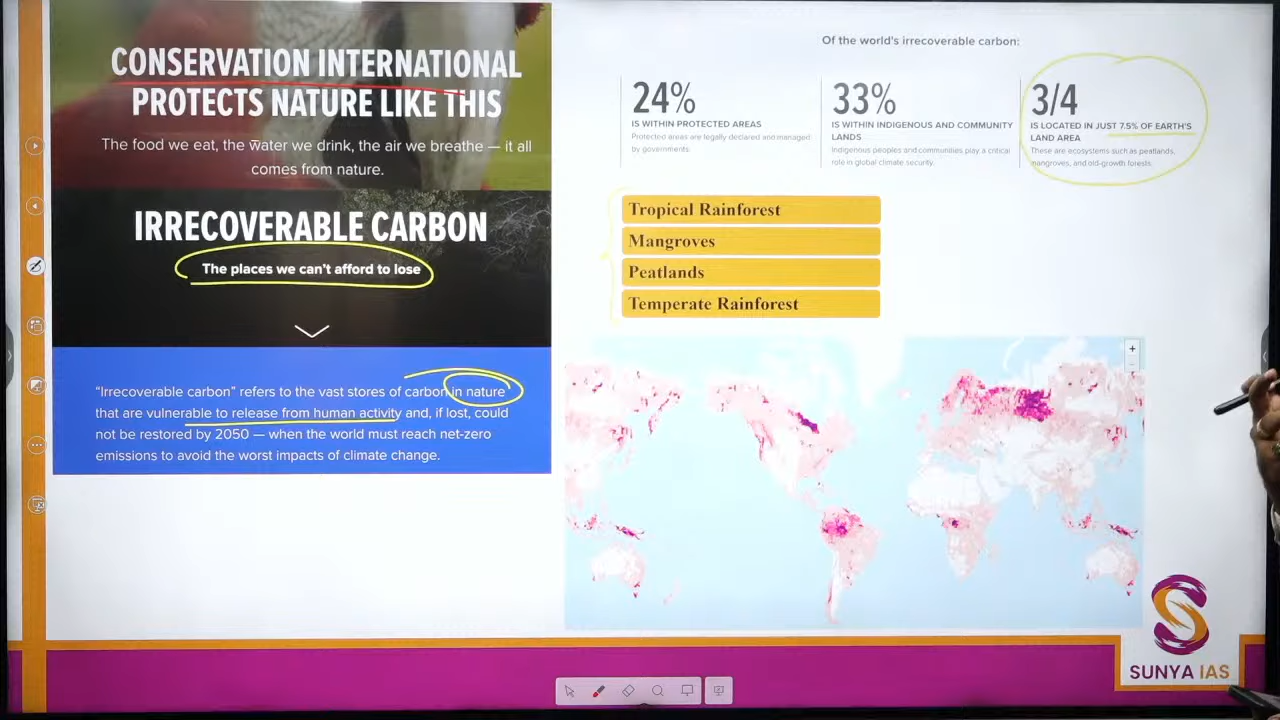 CONSERVATION INTERNATIONAL
PROTECTS NATURE LIKE THIS
The food we eat, the water we drink, the air we breathe — it all
comes from nature.
IRRECOVERABLE CARBON
The places we can't afford to lose
"Irrecoverable carbon" refers to the vast stores of carbon in nature
that are vulnerable to release from human activity and, if lost, could
not be restored by 2050 — when the world must reach net-zero
emissions to avoid the worst impacts of climate change.
Of the world's irrecoverable carbon:
24%
IS WITHIN PROTECTED AREAS
Protected areas are legally declared and managed
by governments.
33%
IS WITHIN INDIGENOUS AND COMMUNITY
LANDS
Indigenous peoples and communities play a critical
role in global climate security.
3/4
IS LOCATED IN JUST 7.5% OF EARTH'S
LAND AREA
These are ecosystems such as peatlands,
mangroves, and old-growth forests.
Tropical Rainforest
Mangroves
Peatlands
Temperate Rainforest
+
SUNYA IAS